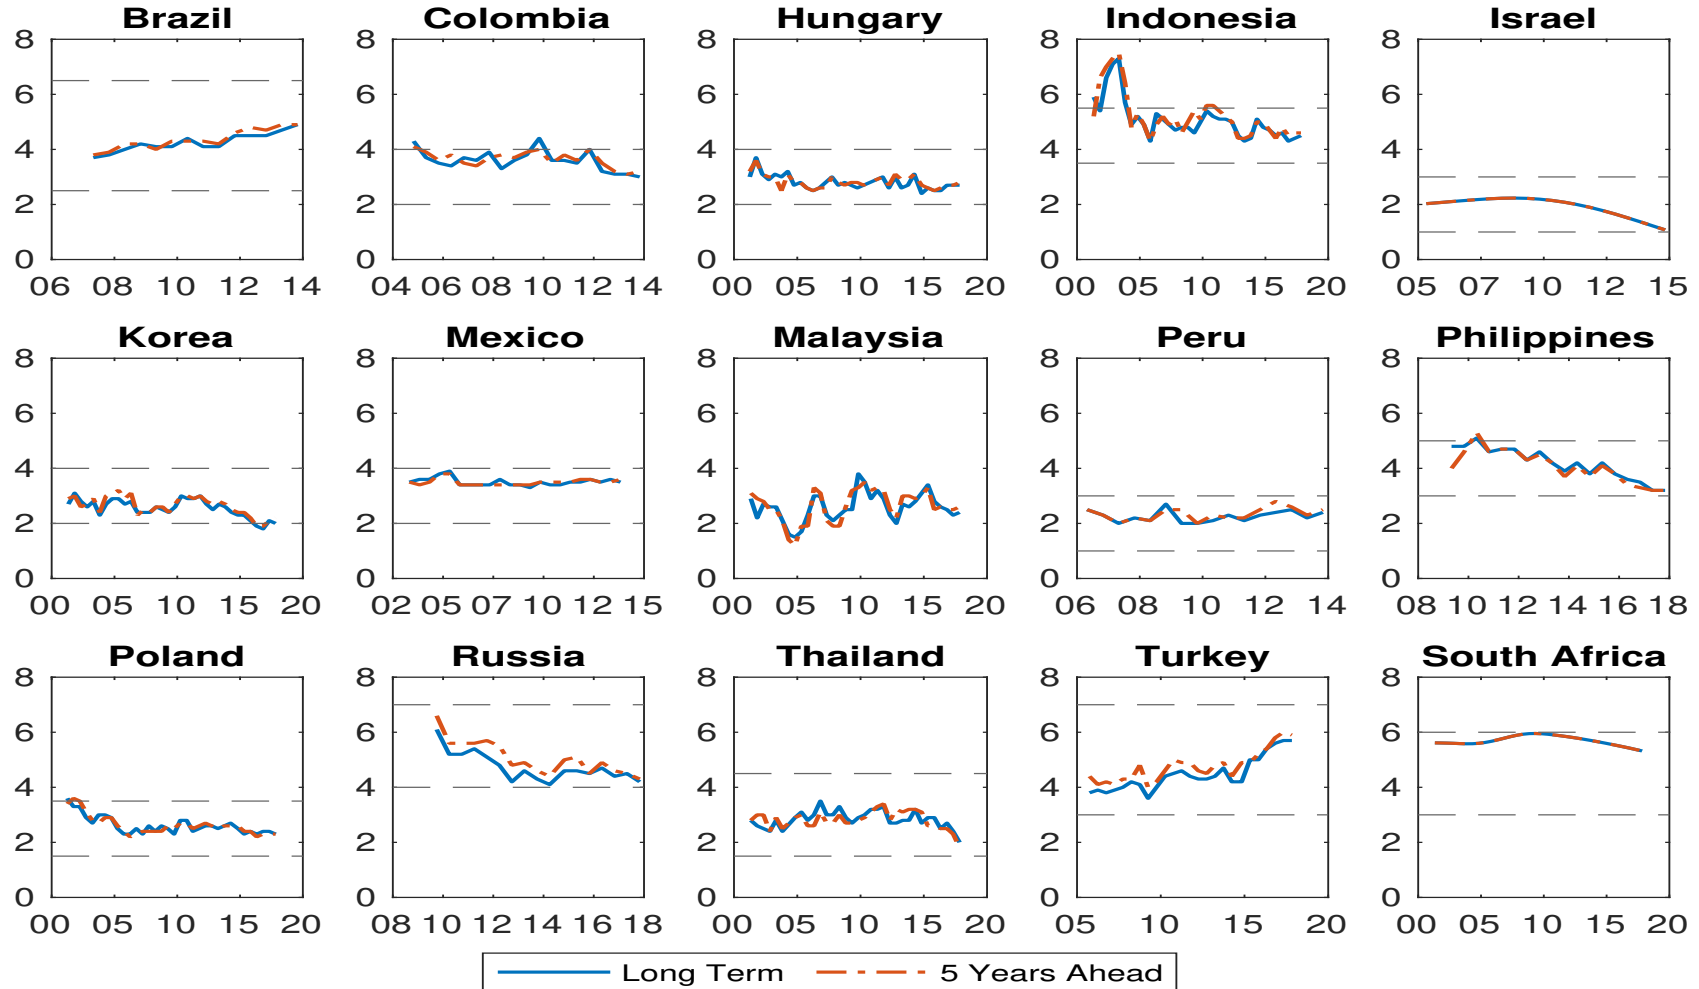 Brazil Colombia Hungary Indonesia Israel
8 8 8 8 8
6 6 6 6 6
4 4 4 4 4
2 2 2 2 2
0 0 0 0 0
06 08 10 12 14 04 06 08 10 12 14 00 05 10 15 20 00 05 10 15 20 05 07 10 12 15
Korea Mexico Malaysia Peru Philippines
8 8 8 8 8
6 6 6 6 6
4 4 4 4 4
2 2 2 2 2
0 0 0 0 0
00 05 10 15 20 02 05 07 10 12 15 00 05 10 15 20 06 08 10 12 14 08 10 12 14 16 18
Poland Russia Thailand Turkey South Africa
8 8 8 8 8
6 6 6 6 6
4 4 4 4 4
2 2 2 2 2
0 0 0 0 0
00 05 10 15 20 08 10 12 14 16 18 00 05 10 15 20 05 10 15 20 00 05 10 15 20
Long Term 5 Years Ahead